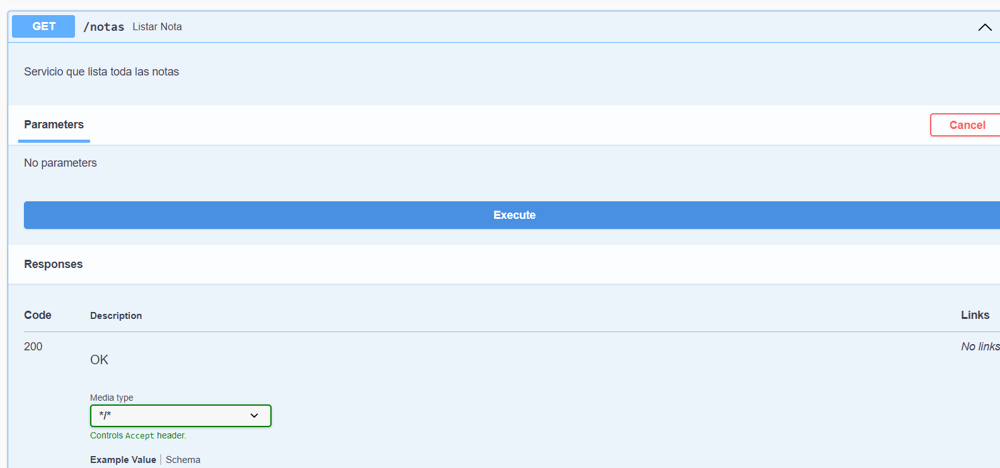 GET /notas Listar Nota
Servicio que lista toda las notas
Parameters
Cancel
No parameters
Execute
Responses
Code Description Links
200 No links
OK
Media type
*/*
Controls Accept header.
Example Value Schema